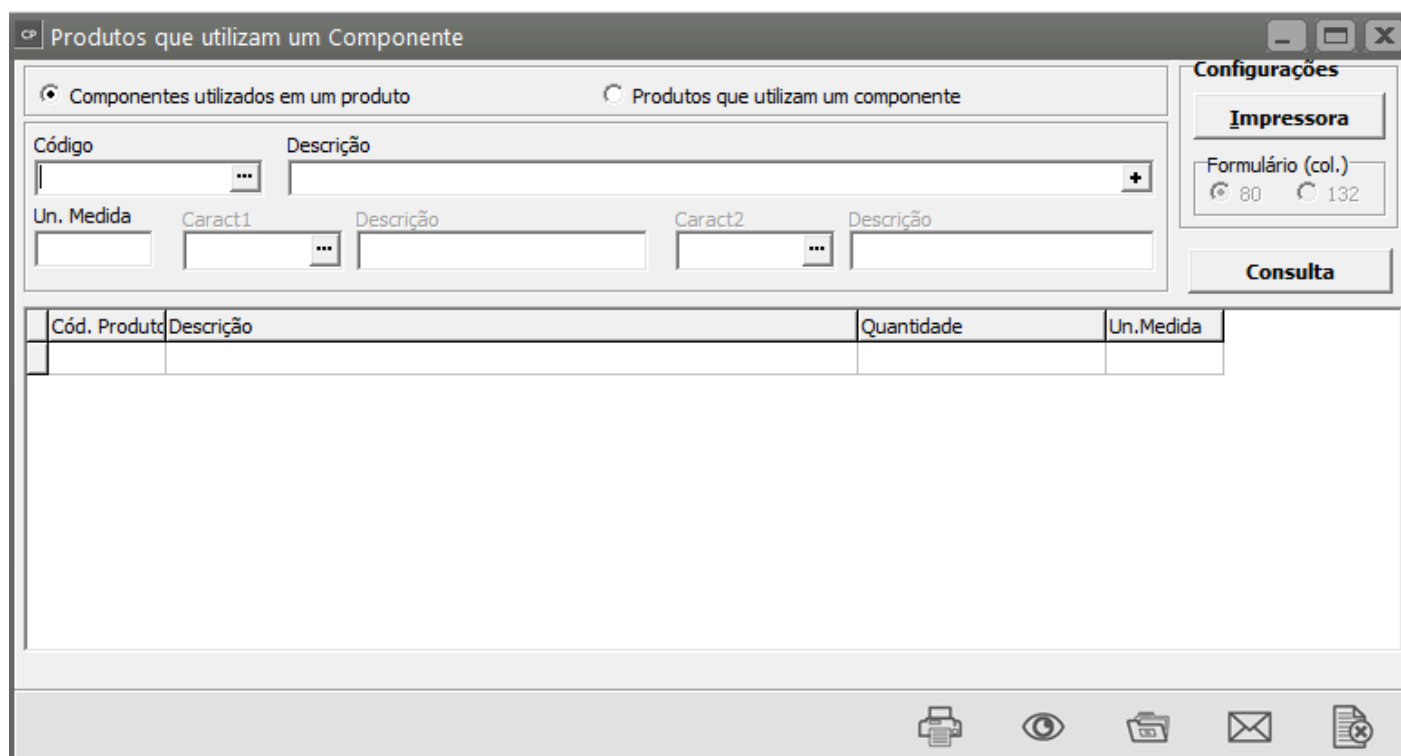 CP Produtos que utilizam um Componente
Componentes utilizados em um produto Produtos que utilizam um componente
Configurações
Impressora
Código Descrição
Formulário (col.)
80 132
Un. Medida Caract1 Descrição Caract2 Descrição
Consulta
Cód. Produto Descrição Quantidade Un.Medida